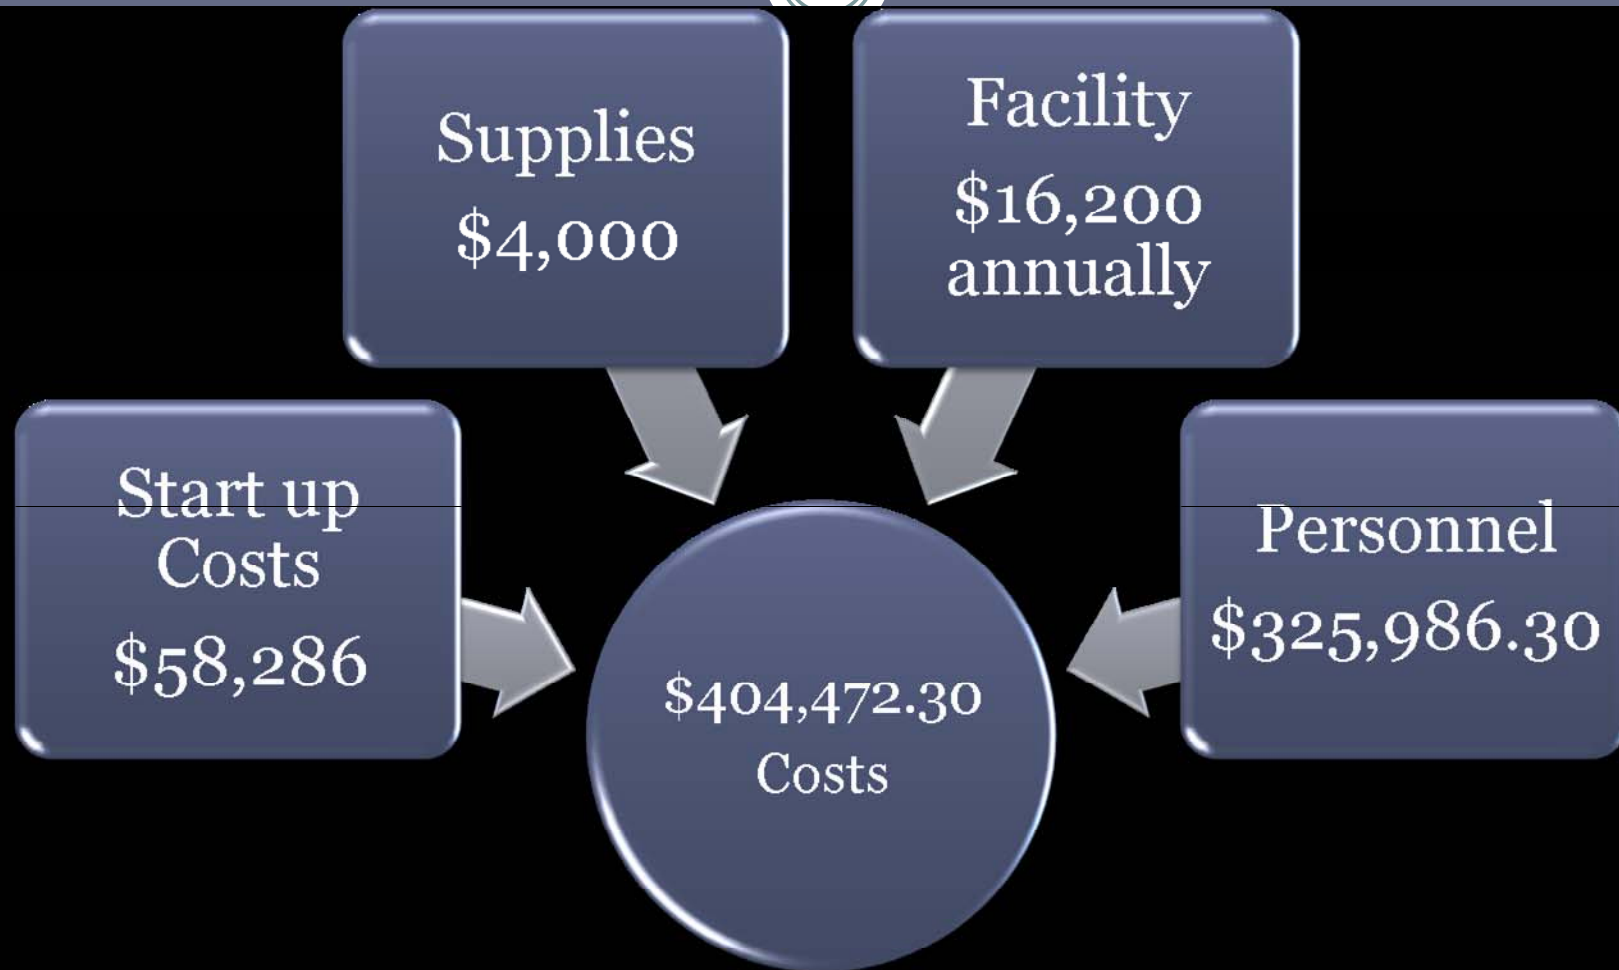 Supplies
$4,000
Facility
$16,200
annually
Start up
Costs
$58,286
Personnel
$325,986.30
$404,472.30
Costs